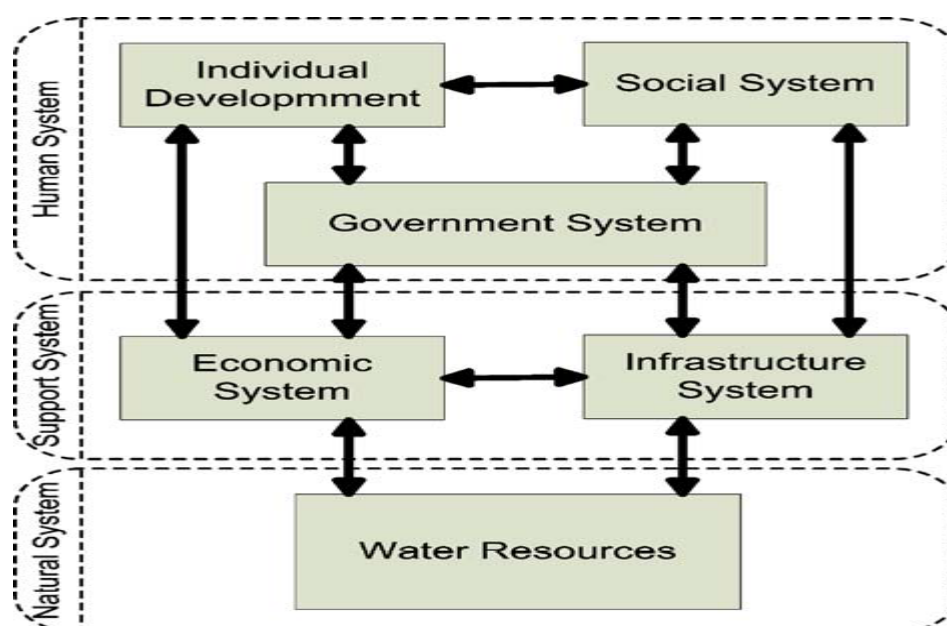 Human System
Individual
Developmment
Social System
Government System
Support System
Economic
System
Infrastructure
System
Natural System
Water Resources